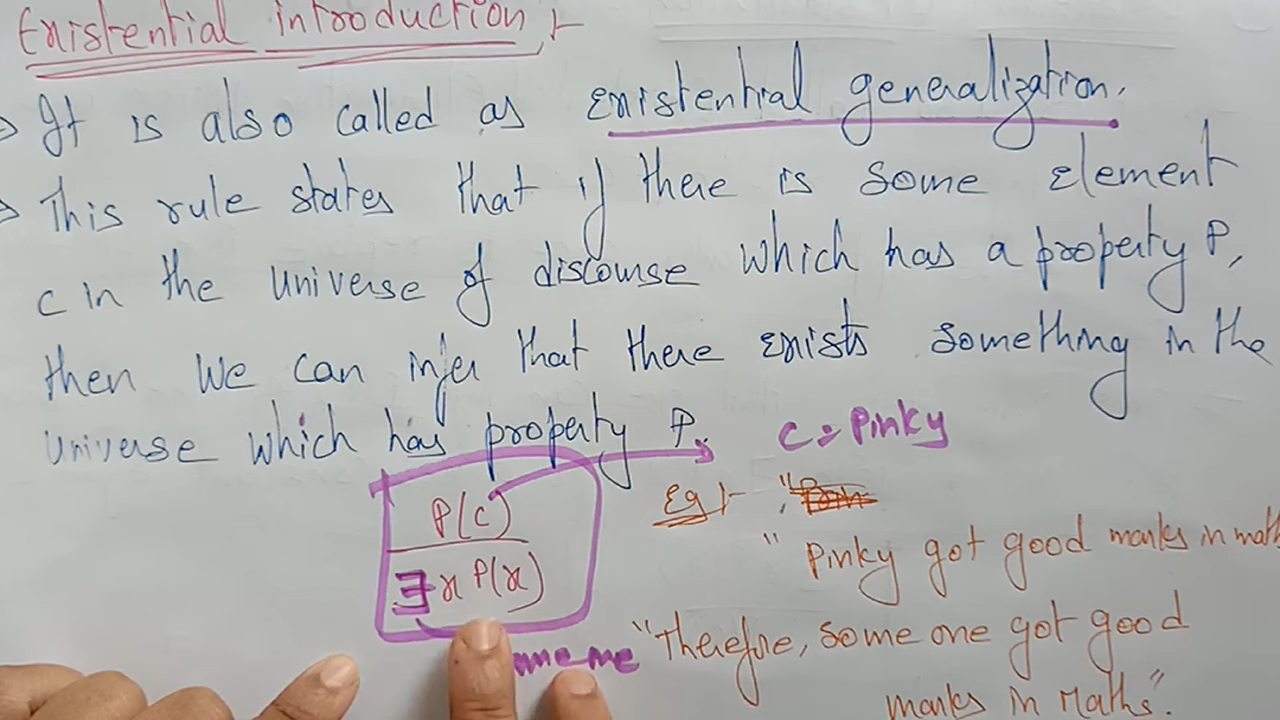 Existential introduction :-
→ It is also called as existential generalization.
→ This rule states that if there is some element
c in the universe of discourse which has a property P,
then we can infer that there exists something in the
universe which has property P.
c = Pinky
P(c)
∃x P(x)
Eg :-
"Pinky got good marks in math
"Therefore, some one got good
marks in Maths".